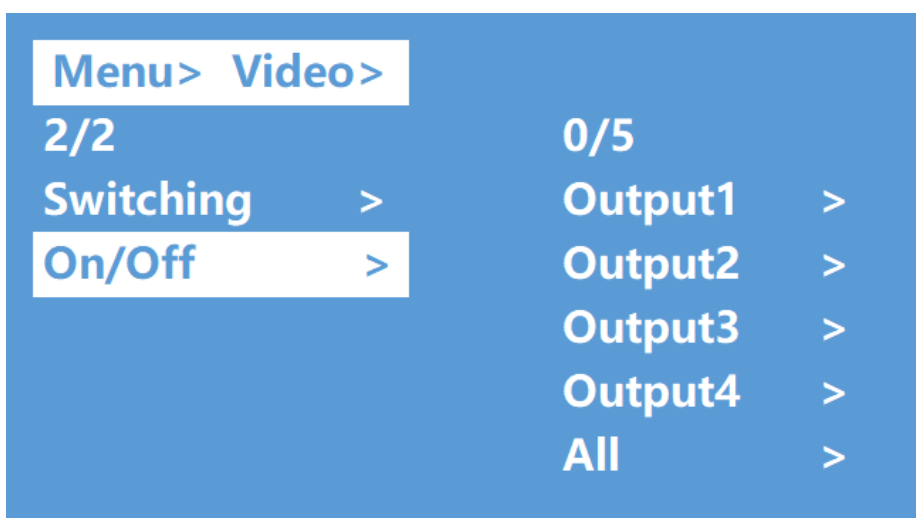 Menu> Video>
2/2 0/5
Switching > Output1 >
On/Off > Output2 >
Output3 >
Output4 >
All >